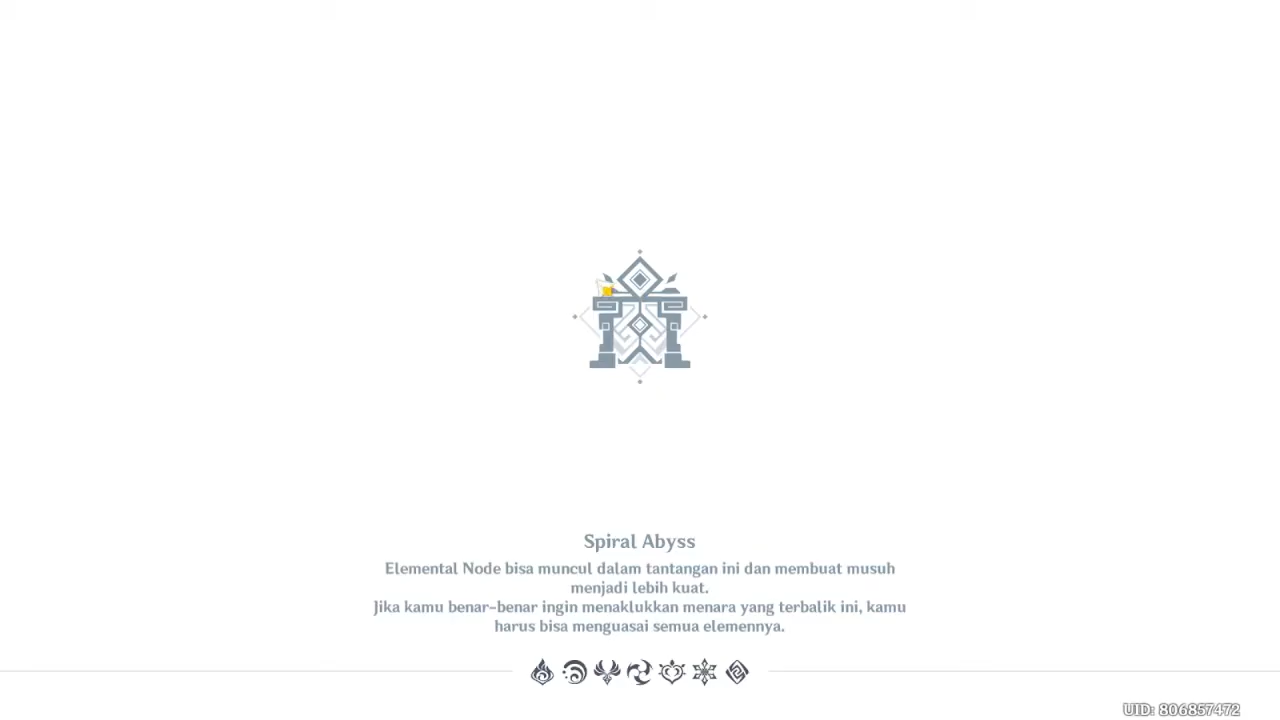 Spiral Abyss
Elemental Node bisa muncul dalam tantangan ini dan membuat musuh
menjadi lebih kuat.
Jika kamu benar-benar ingin menaklukkan menara yang terbalik ini, kamu
harus bisa menguasai semua elemennya.
UID: 806857472